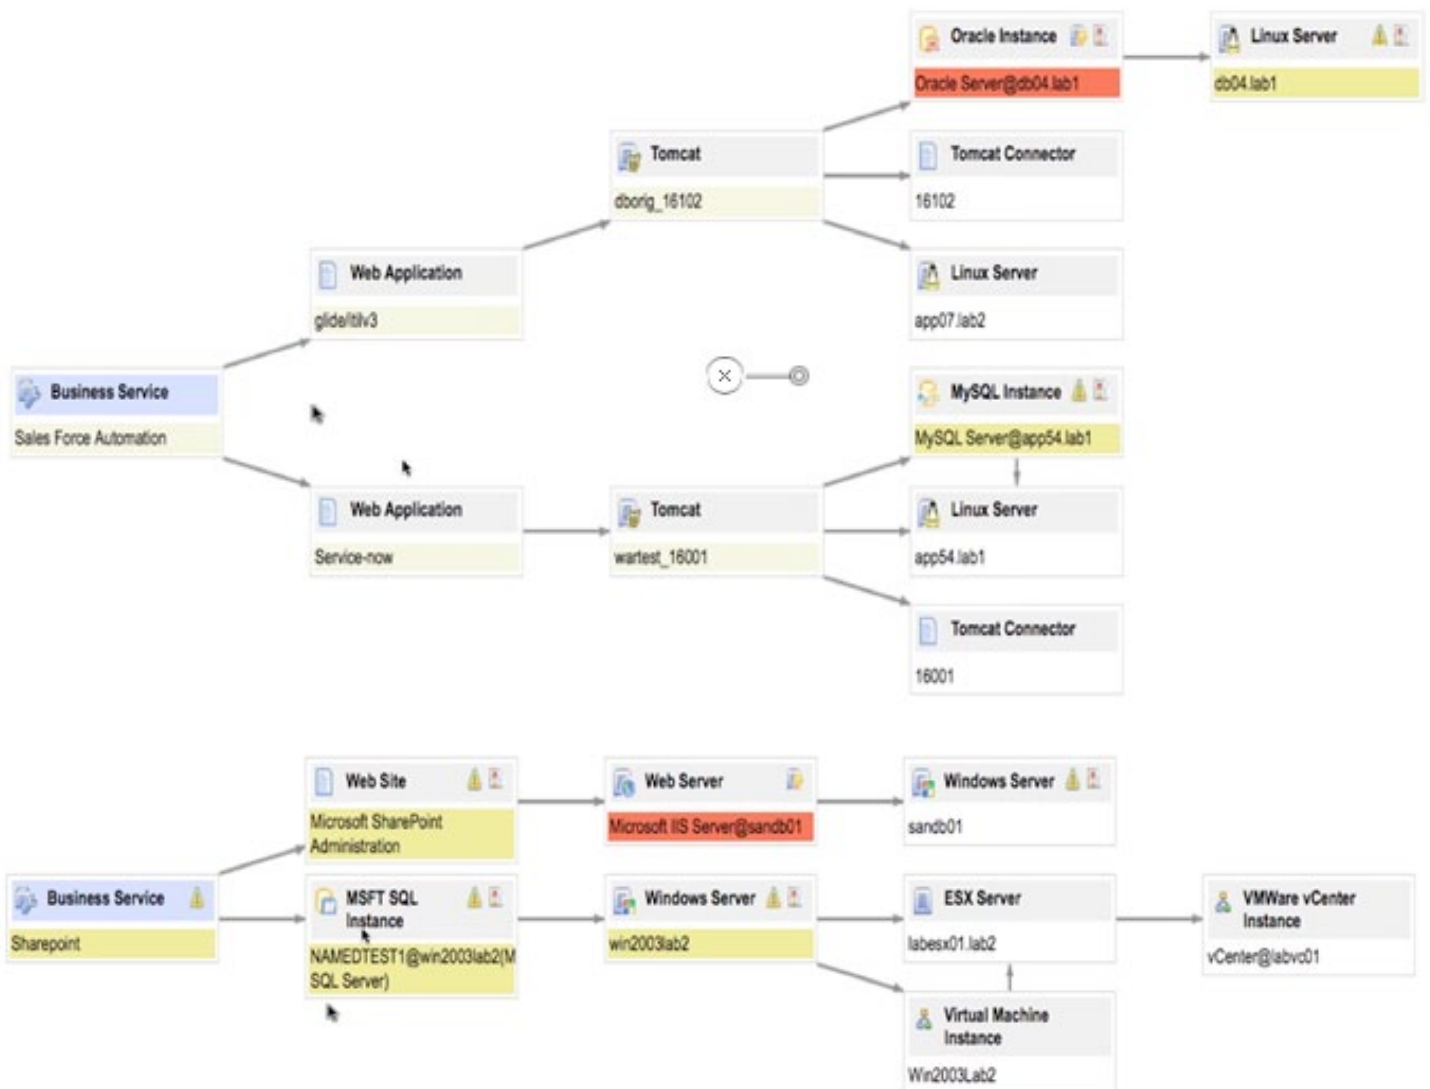 Oracle Instance
Oracle Server@db04.lab1
Linux Server
db04.lab1
Tomcat
dborig_16102
Tomcat Connector
16102
Web Application
glide/itilv3
Linux Server
app07.lab2
Business Service
Sales Force Automation
MySQL Instance
MySQL Server@app54.lab1
Web Application
Service-now
Tomcat
wartest_16001
Linux Server
app54.lab1
Tomcat Connector
16001
Web Site
Microsoft SharePoint
Administration
Web Server
Microsoft IIS Server@sandb01
Windows Server
sandb01
Business Service
Sharepoint
MSFT SQL
Instance
NAMEDTEST1@win2003lab2(M
SQL Server)
Windows Server
win2003lab2
ESX Server
labesx01.lab2
VMWare vCenter
Instance
vCenter@labvc01
Virtual Machine
Instance
Win2003Lab2